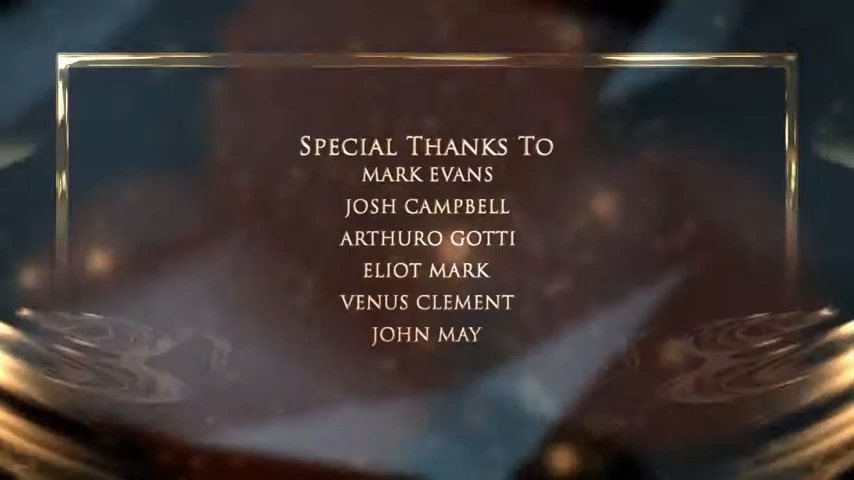 Special Thanks To
MARK EVANS
JOSH CAMPBELL
ARTHURO GOTTI
ELIOT MARK
VENUS CLEMENT
JOHN MAY